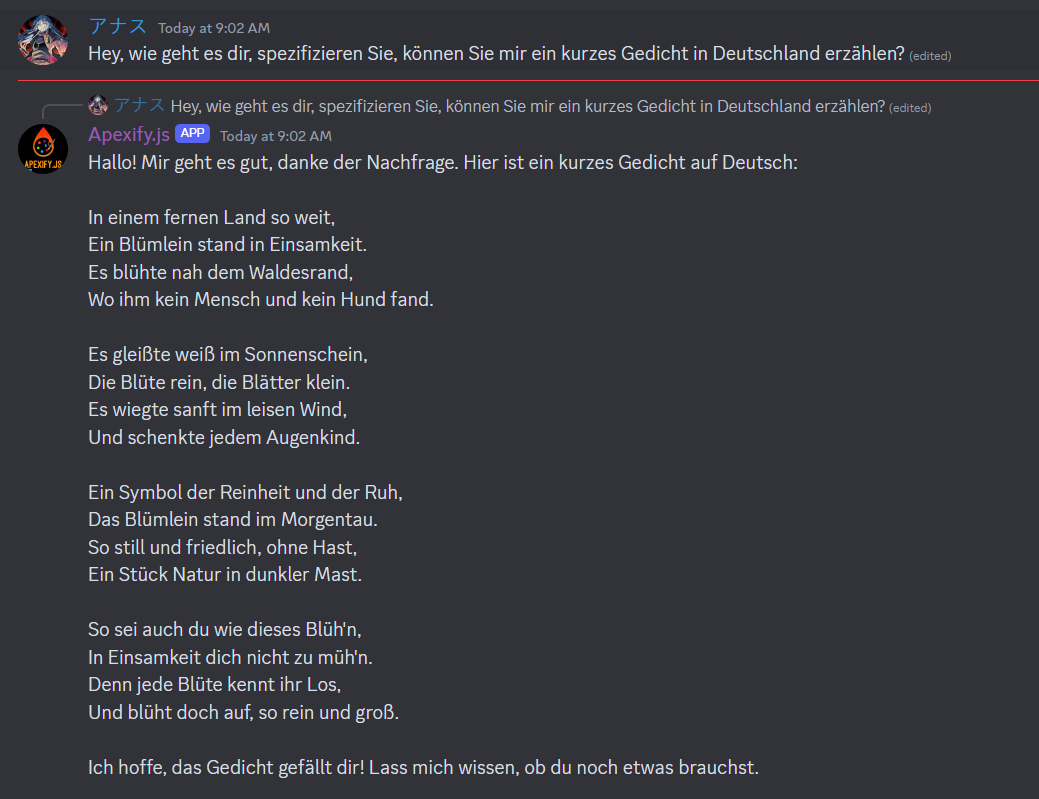 アナス Today at 9:02 AM
Hey, wie geht es dir, spezifizieren Sie, können Sie mir ein kurzes Gedicht in Deutschland erzählen? (edited)
アナス Hey, wie geht es dir, spezifizieren Sie, können Sie mir ein kurzes Gedicht in Deutschland erzählen? (edited)
Apexify.js APP Today at 9:02 AM
APEXIFY.JS
Hallo! Mir geht es gut, danke der Nachfrage. Hier ist ein kurzes Gedicht auf Deutsch:
In einem fernen Land so weit,
Ein Blümlein stand in Einsamkeit.
Es blühte nah dem Waldesrand,
Wo ihm kein Mensch und kein Hund fand.
Es gleißte weiß im Sonnenschein,
Die Blüte rein, die Blätter klein.
Es wiegte sanft im leisen Wind,
Und schenkte jedem Augenkind.
Ein Symbol der Reinheit und der Ruh,
Das Blümlein stand im Morgentau.
So still und friedlich, ohne Hast,
Ein Stück Natur in dunkler Mast.
So sei auch du wie dieses Blüh'n,
In Einsamkeit dich nicht zu müh'n.
Denn jede Blüte kennt ihr Los,
Und blüht doch auf, so rein und groß.
Ich hoffe, das Gedicht gefällt dir! Lass mich wissen, ob du noch etwas brauchst.